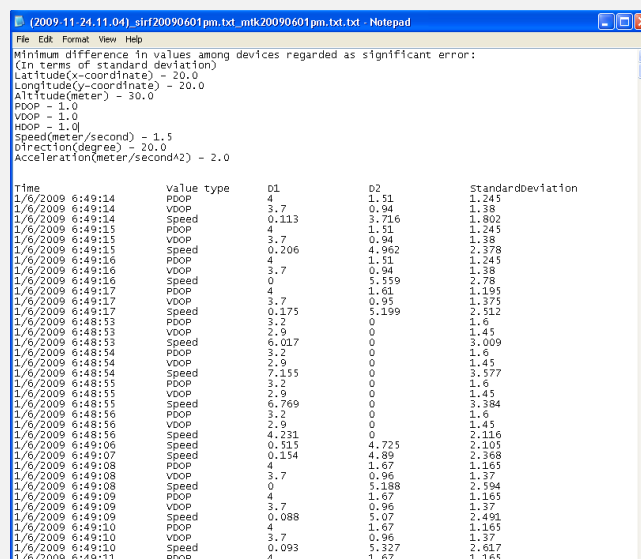 (2009-11-24.11.04)_sirf20090601pm.txt_mtk20090601pm.txt.txt - Notepad
File Edit Format View Help
Minimum difference in values among devices regarded as significant error:
(In terms of standard deviation)
Latitude(x-coordinate) - 20.0
Longitude(y-coordinate) - 20.0
Altitude(meter) - 30.0
PDOP - 1.0
VDOP - 1.0
HDOP - 1.0
Speed(meter/second) - 1.5
Direction(degree) - 20.0
Acceleration(meter/second^2) - 2.0
Time Value type D1 D2 StandardDeviation
1/6/2009 6:49:14 PDOP 4 1.51 1.245
1/6/2009 6:49:14 VDOP 3.7 0.94 1.38
1/6/2009 6:49:14 Speed 0.113 3.716 1.802
1/6/2009 6:49:15 PDOP 4 1.51 1.245
1/6/2009 6:49:15 VDOP 3.7 0.94 1.38
1/6/2009 6:49:15 Speed 0.206 4.962 2.378
1/6/2009 6:49:16 PDOP 4 1.51 1.245
1/6/2009 6:49:16 VDOP 3.7 0.94 1.38
1/6/2009 6:49:16 Speed 0 5.559 2.78
1/6/2009 6:49:17 PDOP 4 1.61 1.195
1/6/2009 6:49:17 VDOP 3.7 0.95 1.375
1/6/2009 6:49:17 Speed 0.175 5.199 2.512
1/6/2009 6:48:53 PDOP 3.2 0 1.6
1/6/2009 6:48:53 VDOP 2.9 0 1.45
1/6/2009 6:48:53 Speed 6.017 0 3.009
1/6/2009 6:48:54 PDOP 3.2 0 1.6
1/6/2009 6:48:54 VDOP 2.9 0 1.45
1/6/2009 6:48:54 Speed 7.155 0 3.577
1/6/2009 6:48:55 PDOP 3.2 0 1.6
1/6/2009 6:48:55 VDOP 2.9 0 1.45
1/6/2009 6:48:55 Speed 6.769 0 3.384
1/6/2009 6:48:56 PDOP 3.2 0 1.6
1/6/2009 6:48:56 VDOP 2.9 0 1.45
1/6/2009 6:48:56 Speed 4.231 0 2.116
1/6/2009 6:49:06 Speed 0.515 4.725 2.105
1/6/2009 6:49:07 Speed 0.154 4.89 2.368
1/6/2009 6:49:08 PDOP 4 1.67 1.165
1/6/2009 6:49:08 VDOP 3.7 0.96 1.37
1/6/2009 6:49:08 Speed 0 5.188 2.594
1/6/2009 6:49:09 PDOP 4 1.67 1.165
1/6/2009 6:49:09 VDOP 3.7 0.96 1.37
1/6/2009 6:49:09 Speed 0.088 5.07 2.491
1/6/2009 6:49:10 PDOP 4 1.67 1.165
1/6/2009 6:49:10 VDOP 3.7 0.96 1.37
1/6/2009 6:49:10 Speed 0.093 5.327 2.617
1/6/2009 6:49:11 PDOP 4 1.67 1.165